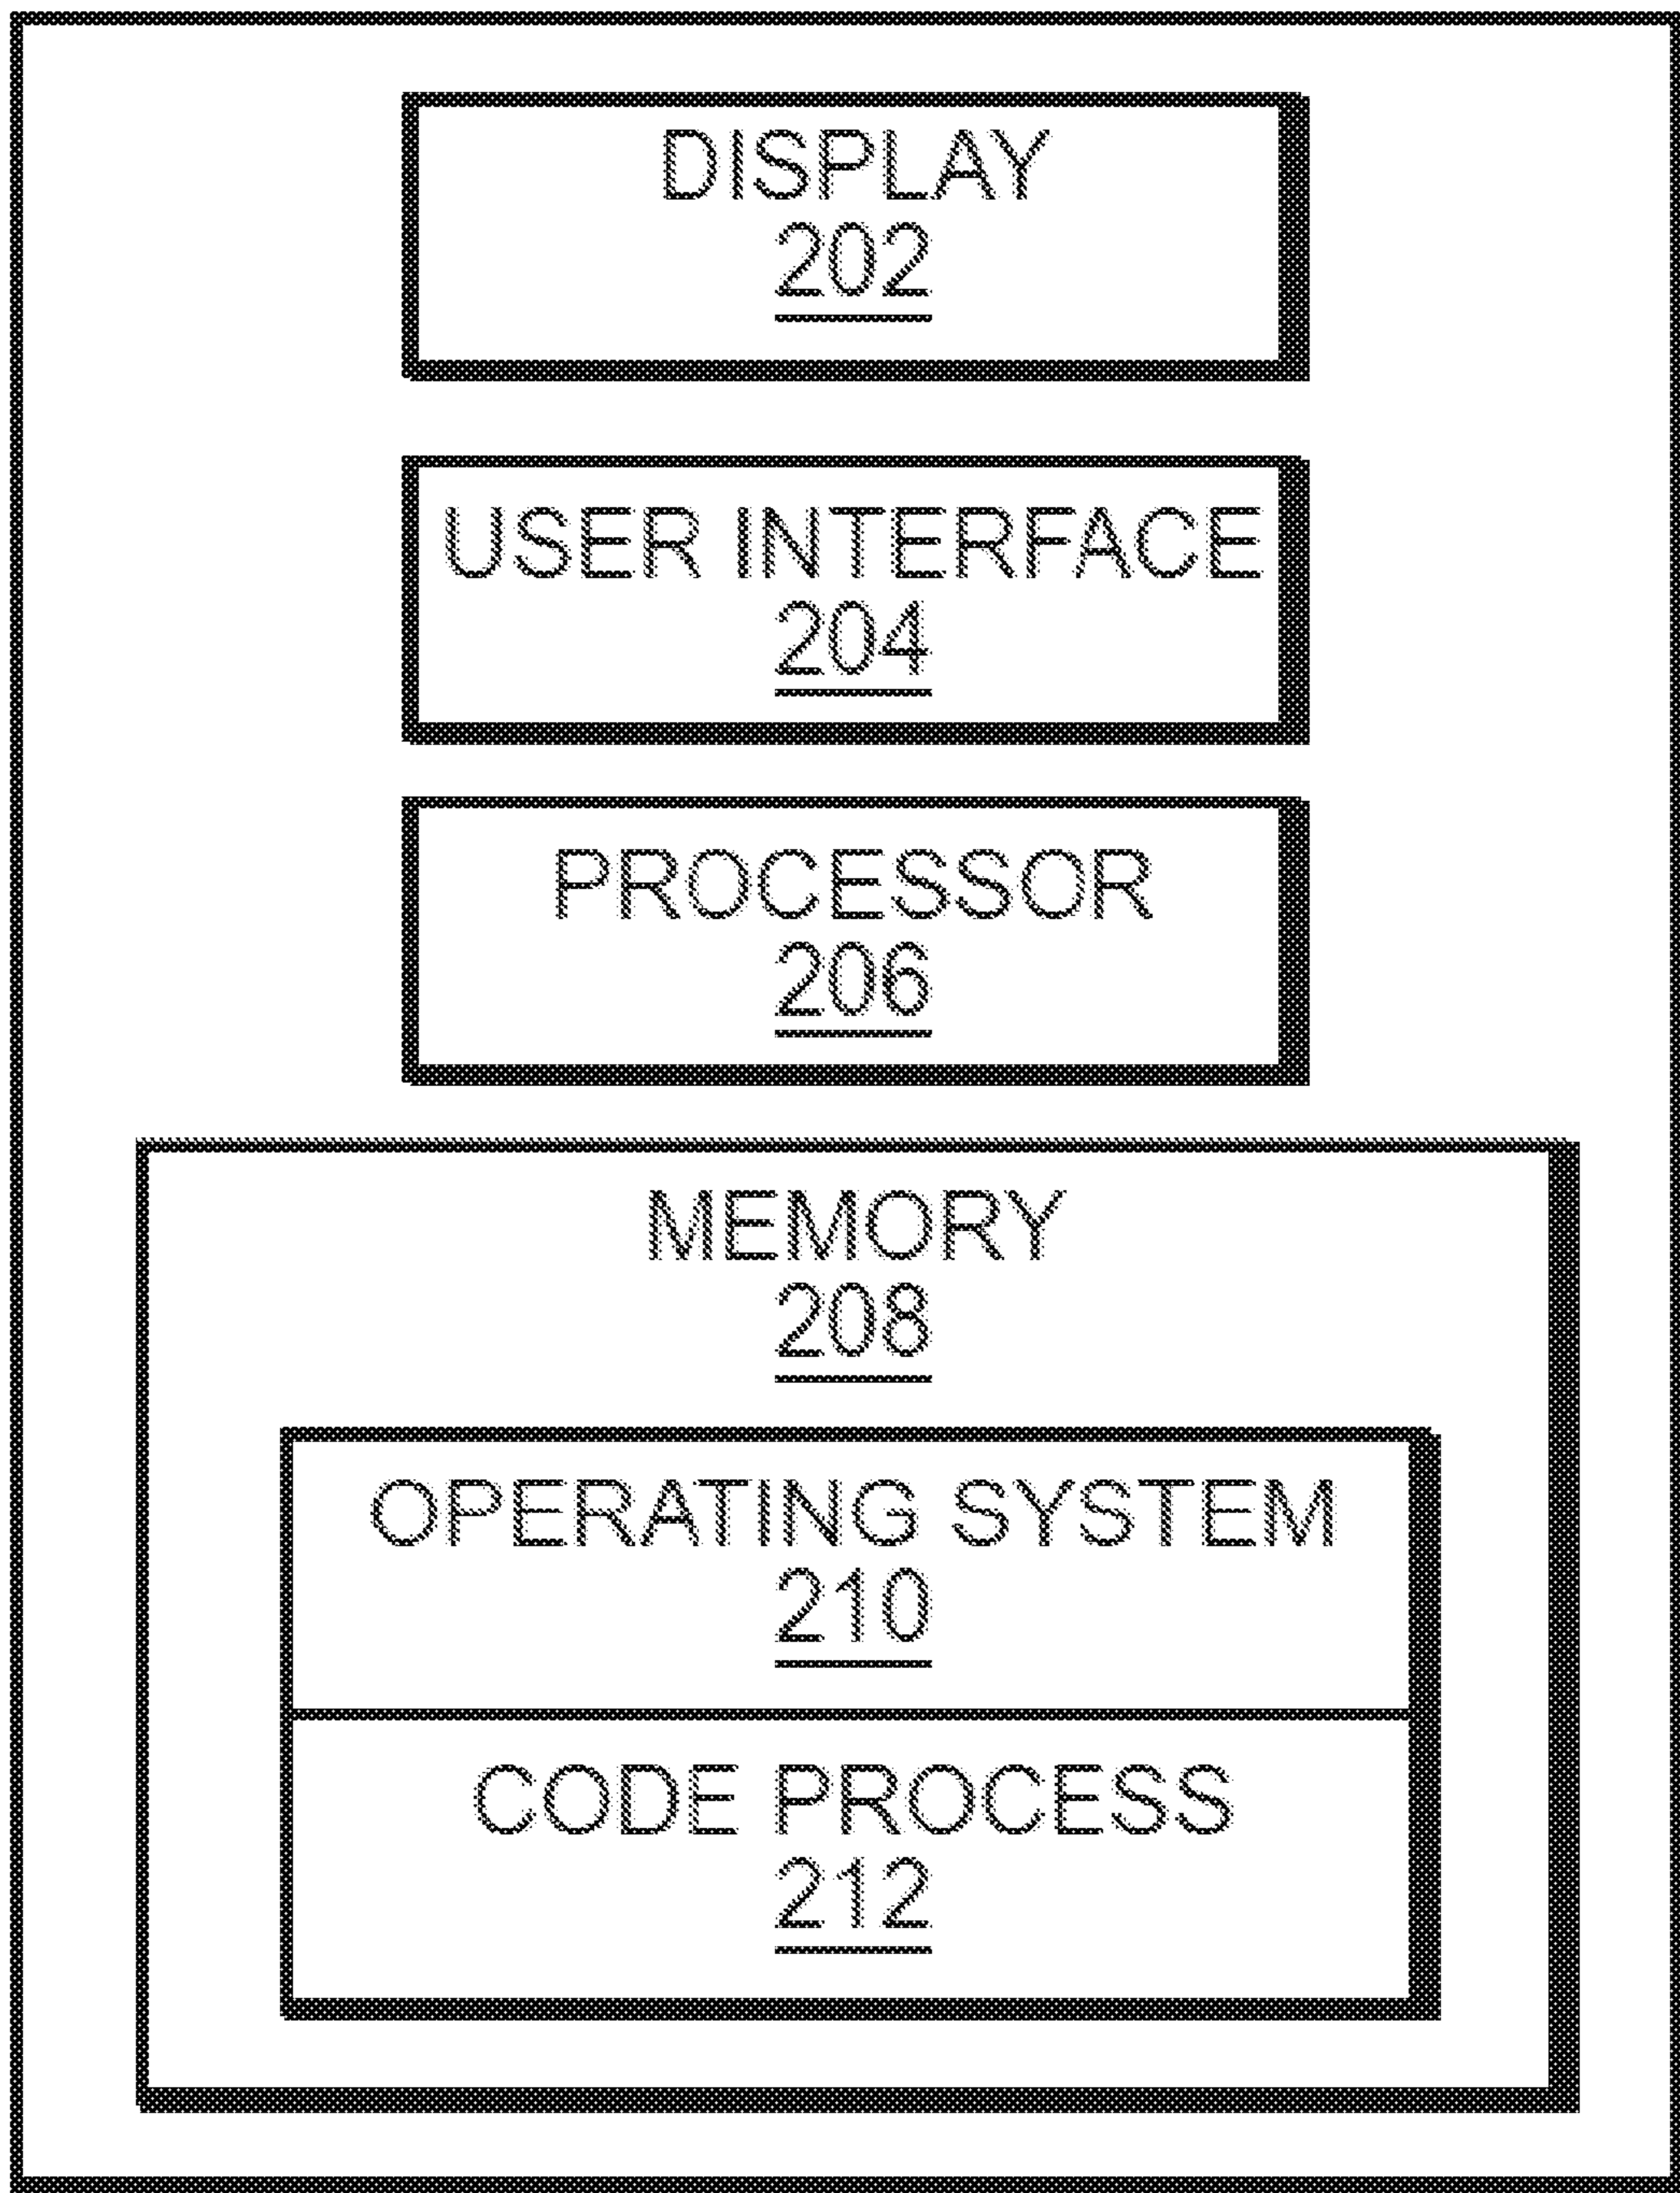 DISPLAY
202
USER INTERFACE
204
PROCESSOR
206
MEMORY
208
OPERATING SYSTEM
210
CODE PROCESS
212